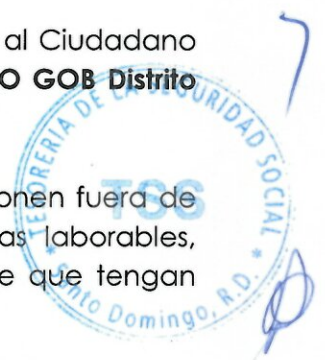 al Ciudadano
O GOB Distrito
onen fuera de
as laborables,
e que tengan
TESORERIA DE LA SEGURIDAD SOCIAL
TSS
* Santo Domingo, R.D. *